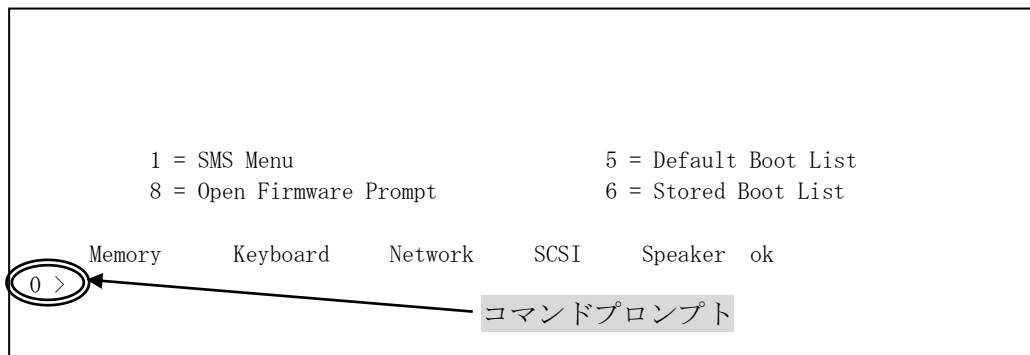 1 = SMS Menu 5 = Default Boot List
8 = Open Firmware Prompt 6 = Stored Boot List
Memory Keyboard Network SCSI Speaker ok
0 >
コマンドプロンプト